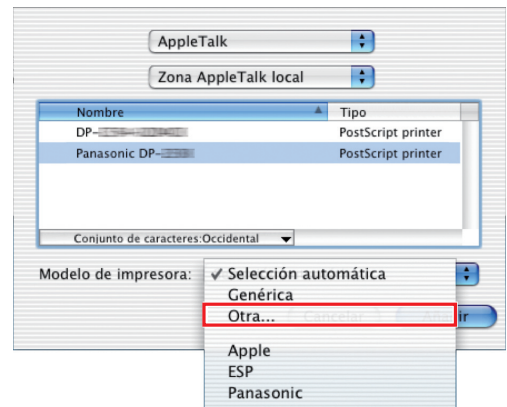 AppleTalk
Zona AppleTalk local
Nombre Tipo
DP- PostScript printer
Panasonic DP- PostScript printer
Conjunto de caracteres:Occidental
Modelo de impresora: ✓ Selección automática
Genérica
Otra... Cancelar
Apple
ESP
Panasonic